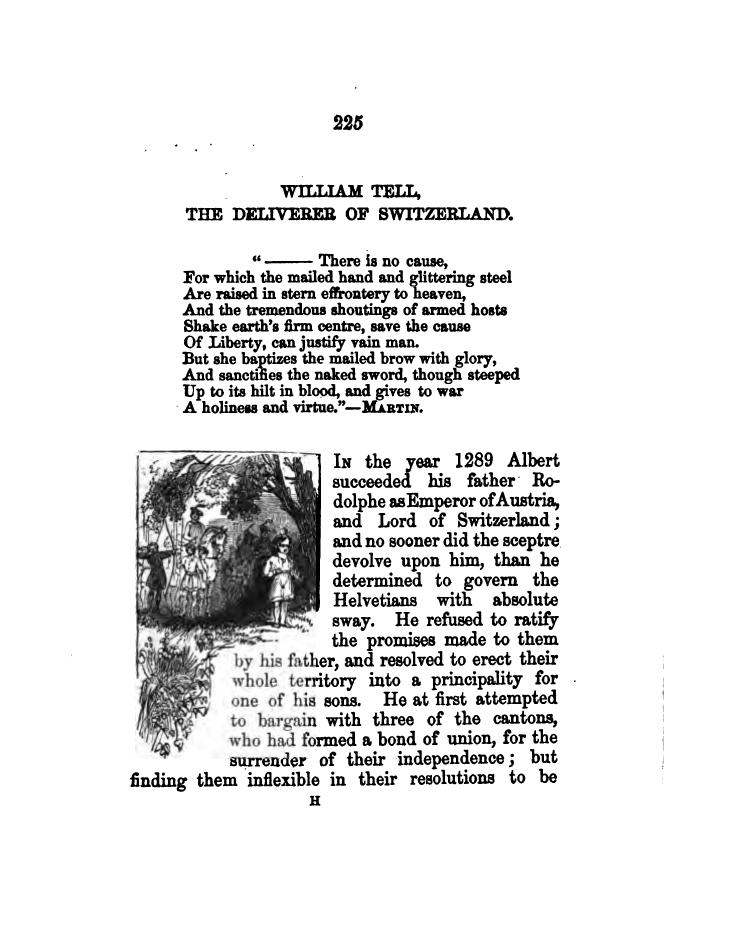 225
WILLIAM TELL,
THE DELIVERER OF SWITZERLAND.
“ ——— There is no cause,
For which the mailed hand and glittering steel
Are raised in stern effrontery to heaven,
And the tremendous shoutings of armed hosts
Shake earth's firm centre, save the cause
Of Liberty, can justify vain man.
But she baptizes the mailed brow with glory,
And sanctifies the naked sword, though steeped
Up to its hilt in blood, and gives to war
A holiness and virtue.”—MARTIN.
IN the year 1289 Albert
succeeded his father Ro-
dolphe as Emperor of Austria,
and Lord of Switzerland;
and no sooner did the sceptre
devolve upon him, than he
determined to govern the
Helvetians with absolute
sway. He refused to ratify
the promises made to them
by his father, and resolved to erect their
whole territory into a principality for
one of his sons. He at first attempted
to bargain with three of the cantons,
who had formed a bond of union, for the
surrender of their independence; but
finding them inflexible in their resolutions to be
H